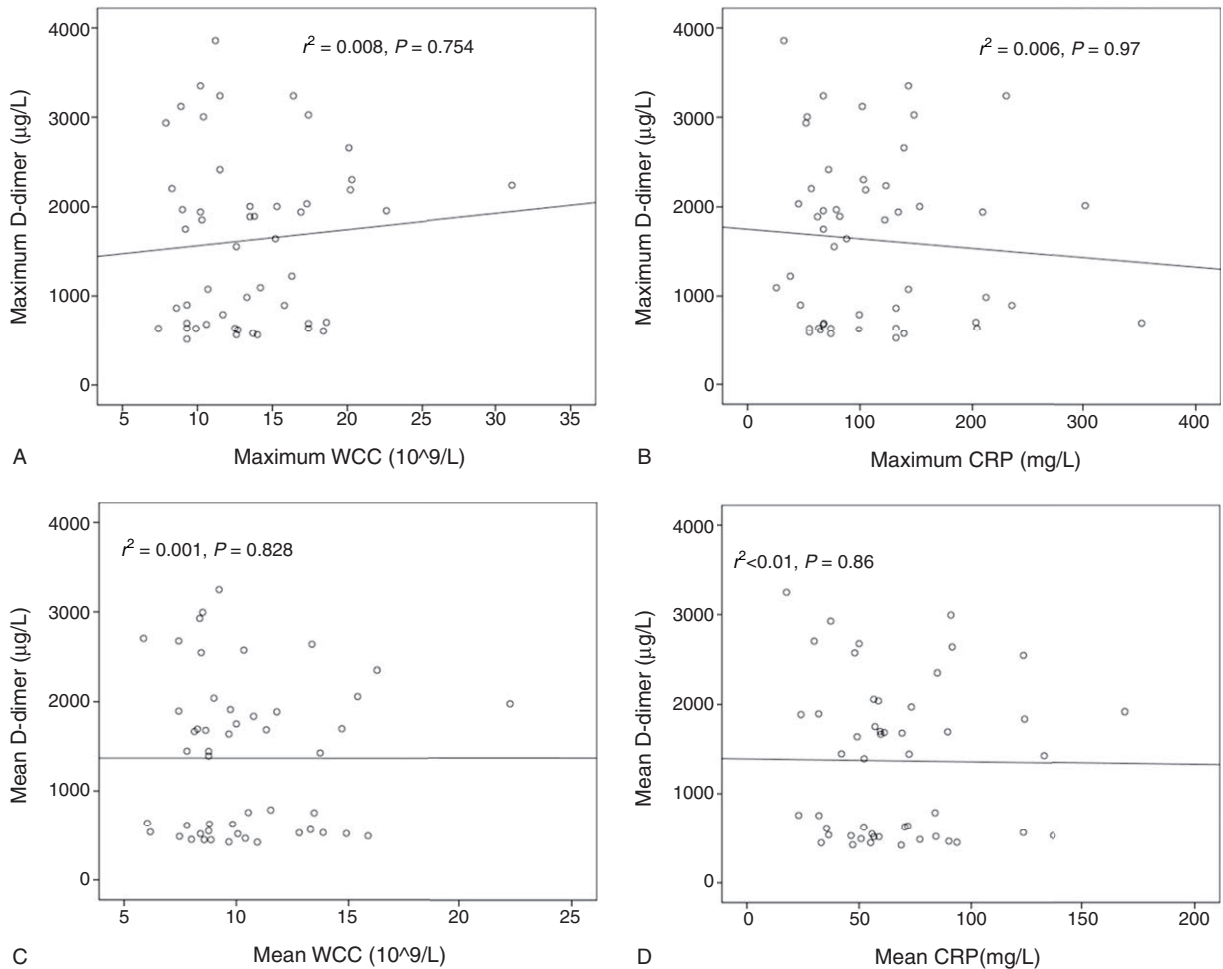 4000
3000
2000
1000
0
Maximum D-dimer (μg/L)
r² = 0.008, P = 0.754
5 10 15 20 25 30 35
A Maximum WCC (10^9/L)
4000
3000
2000
1000
0
Maximum D-dimer (μg/L)
r² = 0.006, P = 0.97
0 100 200 300 400
B Maximum CRP (mg/L)
4000
3000
2000
1000
0
Mean D-dimer (μg/L)
r² = 0.001, P = 0.828
5 10 15 20 25
C Mean WCC (10^9/L)
4000
3000
2000
1000
0
Mean D-dimer (μg/L)
r²<0.01, P = 0.86
0 50 100 150 200
D Mean CRP(mg/L)